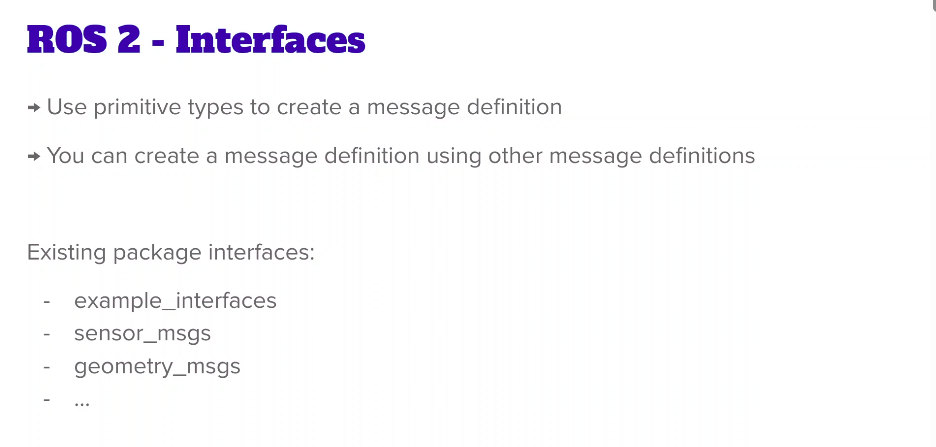 ROS 2 - Interfaces
→ Use primitive types to create a message definition
→ You can create a message definition using other message definitions
Existing package interfaces:
- example_interfaces
- sensor_msgs
- geometry_msgs
- ...